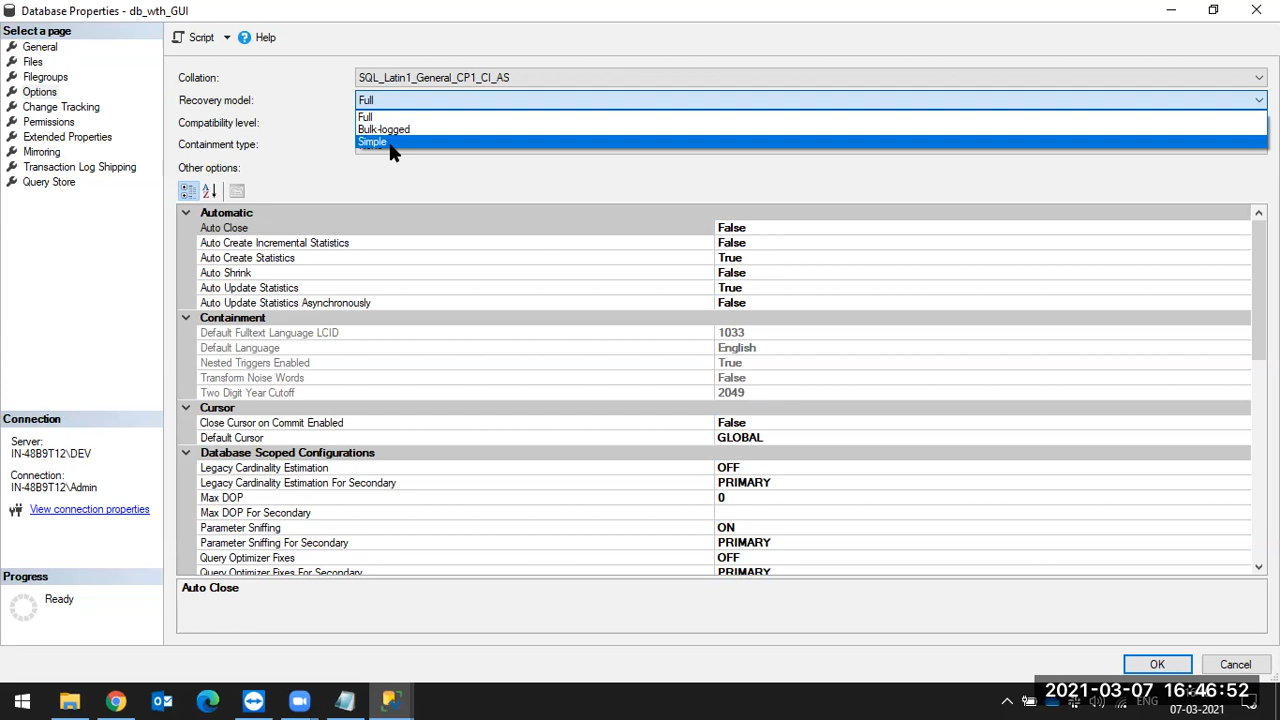 Database Properties - db_wth_GUI
Select a page
General
Files
Filegroups
Options
Change Tracking
Permissions
Extended Properties
Mirroring
Transaction Log Shipping
Query Store
Script
Help
Collation:
SQL_Latin1_General_CP1_CI_AS
Recovery model:
Full
Full
Bulk-logged
Simple
Compatibility level:
Containment type:
Other options:
Automatic
Auto Close False
Auto Create Incremental Statistics False
Auto Create Statistics True
Auto Shrink False
Auto Update Statistics True
Auto Update Statistics Asynchronously False
Containment
Default Fulltext Language LCID 1033
Default Language English
Nested Triggers Enabled True
Transform Noise Words False
Two Digit Year Cutoff 2049
Cursor
Close Cursor on Commit Enabled False
Default Cursor GLOBAL
Database Scoped Configurations
Legacy Cardinality Estimation OFF
Legacy Cardinality Estimation For Secondary PRIMARY
Max DOP 0
Max DOP For Secondary
Parameter Sniffing ON
Parameter Sniffing For Secondary PRIMARY
Query Optimizer Fixes OFF
Query Optimizer Fixes For Secondary PRIMARY
Auto Close
Connection
Server:
IN-48B9T12\DEV
Connection:
IN-48B9T12\Admin
View connection properties
Progress
Ready
OK
Cancel
2021-03-07 16:46:52
ENG
07-03-2021